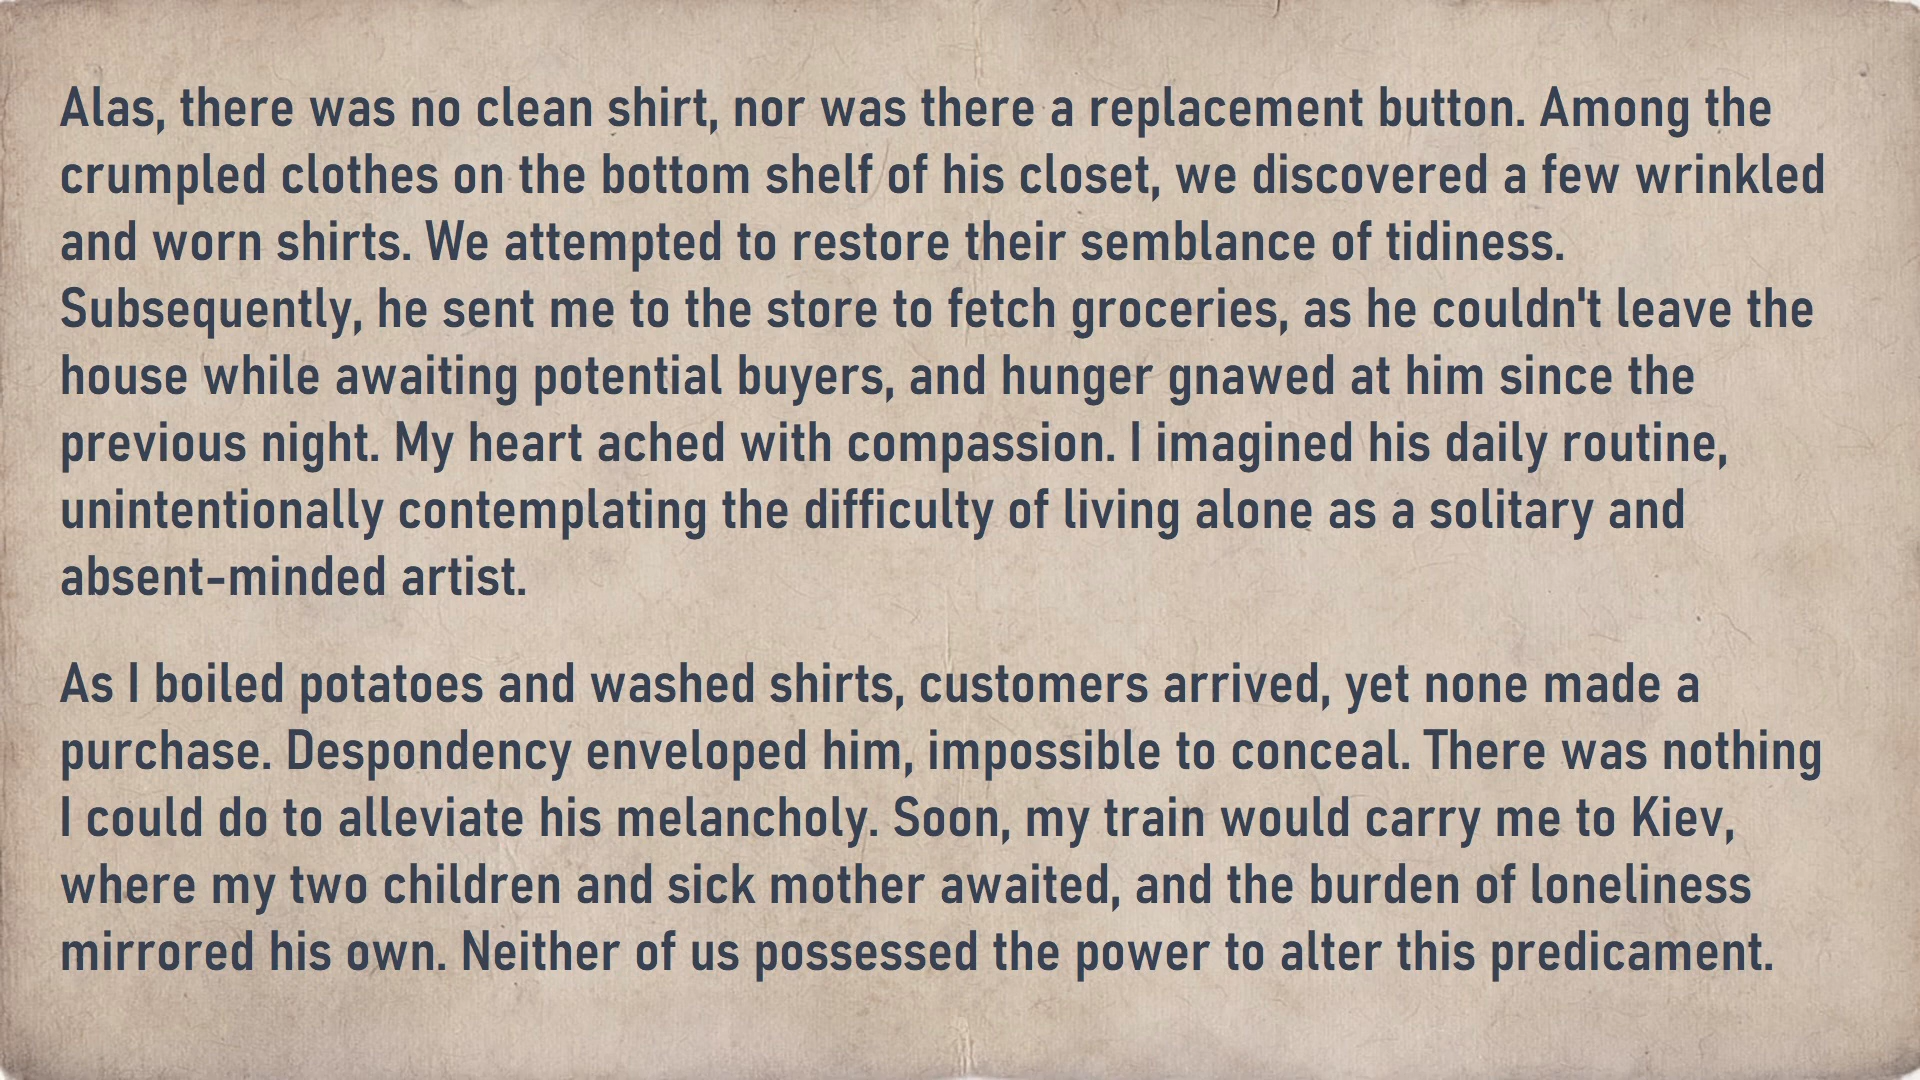 Alas, there was no clean shirt, nor was there a replacement button. Among the
crumpled clothes on the bottom shelf of his closet, we discovered a few wrinkled
and worn shirts. We attempted to restore their semblance of tidiness.
Subsequently, he sent me to the store to fetch groceries, as he couldn't leave the
house while awaiting potential buyers, and hunger gnawed at him since the
previous night. My heart ached with compassion. I imagined his daily routine,
unintentionally contemplating the difficulty of living alone as a solitary and
absent-minded artist.
As I boiled potatoes and washed shirts, customers arrived, yet none made a
purchase. Despondency enveloped him, impossible to conceal. There was nothing
I could do to alleviate his melancholy. Soon, my train would carry me to Kiev,
where my two children and sick mother awaited, and the burden of loneliness
mirrored his own. Neither of us possessed the power to alter this predicament.